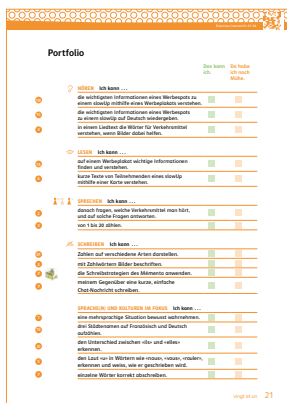 Portfolio
Das kann
ich.
Da habe
ich noch
Mühe.
HÖREN Ich kann ...
die wichtigsten Informationen eines Werbespots zu
einem slowUp mithilfe eines Werbeplakats verstehen.
die wichtigsten Informationen eines Werbespots
zu einem slowUp auf Deutsch wiedergeben.
in einem Liedtext die Wörter für Verkehrsmittel
verstehen, wenn Bilder dabei helfen.
LESEN Ich kann ...
auf einem Werbeplakat wichtige Informationen
finden und verstehen.
kurze Texte von Teilnehmenden eines slowUp
mithilfe einer Karte verstehen.
SPRECHEN Ich kann ...
danach fragen, welche Verkehrsmittel man hört,
und auf solche Fragen antworten.
von 1 bis 20 zählen.
SCHREIBEN Ich kann ...
Zahlen auf verschiedene Arten darstellen.
mit Zahlwörtern Bilder beschriften.
die Schreibstrategien des Mémento anwenden.
meinem Gegenüber eine kurze, einfache
Chat-Nachricht schreiben.
SPRACHE(N) UND KULTUREN IM FOKUS Ich kann ...
eine mehrsprachige Situation bewusst wahrnehmen.
drei Städtenamen auf Französisch und Deutsch
aufzählen.
den Unterschied zwischen «ils» und «elles»
erkennen.
den Laut «u» in Wörtern wie «nous», «vous», «rouler»,
erkennen und weiss, wie er geschrieben wird.
einzelne Wörter korrekt abschreiben.
vingt et un 21